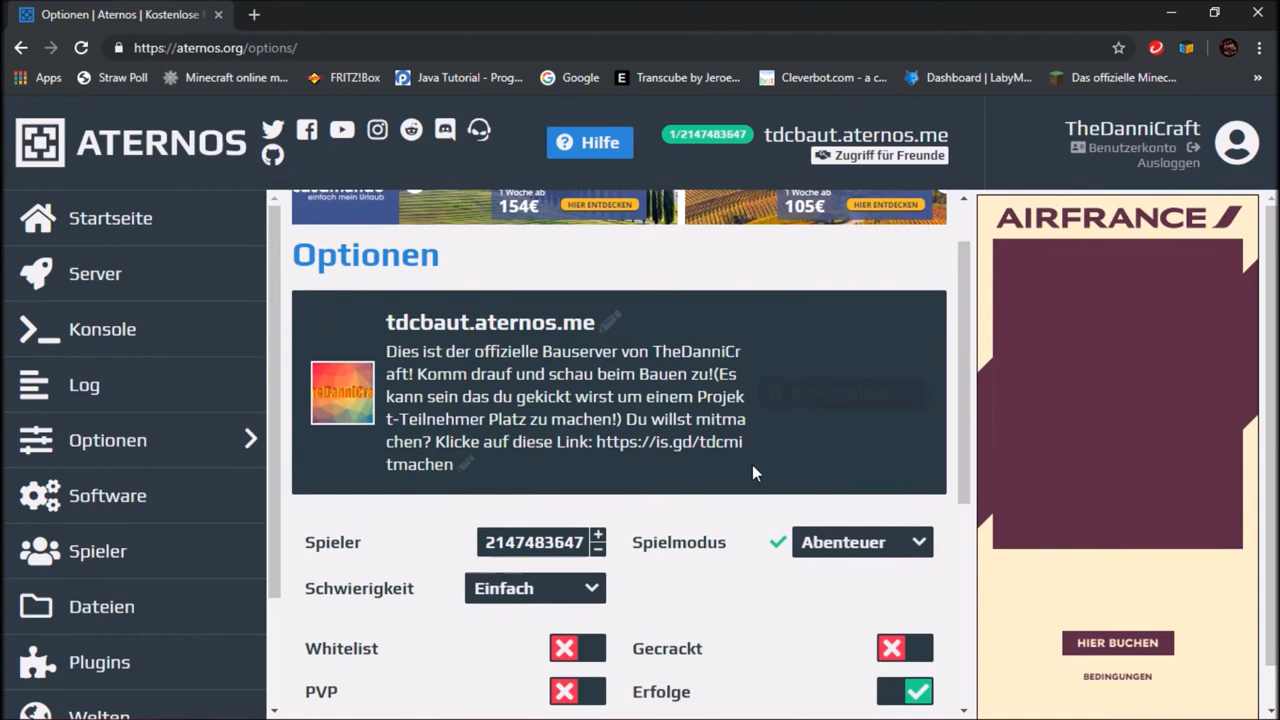 Optionen | Aternos | Kostenlose
https://aternos.org/options/
Apps
Straw Poll
Minecraft online m...
FRITZ!Box
Java Tutorial - Prog...
Google
Transcube by Jeroe...
Cleverbot.com - a c...
Dashboard | LabyM...
Das offizielle Minec...
ATERNOS
Hilfe
1/2147483647
tdcbaut.aternos.me
Zugriff für Freunde
TheDanniCraft
Benutzerkonto
Ausloggen
Startseite
Server
Konsole
Log
Optionen
Software
Spieler
Dateien
Plugins
Welten
einfach mein Urlaub
1 Woche ab
154€
HIER ENTDECKEN
1 Woche ab
105€
HIER ENTDECKEN
Optionen
tdcbaut.aternos.me
Dies ist der offizielle Bauserver von TheDanniCr
aft! Komm drauf und schau beim Bauen zu!(Es
kann sein das du gekickt wirst um einem Projek
t-Teilnehmer Platz zu machen!) Du willst mitma
chen? Klicke auf diese Link: https://is.gd/tdcmi
tmachen
Spieler
2147483647
Spielmodus
Abenteuer
Schwierigkeit
Einfach
Whitelist
Gecrackt
PVP
Erfolge
AIRFRANCE
HIER BUCHEN
BEDINGUNGEN